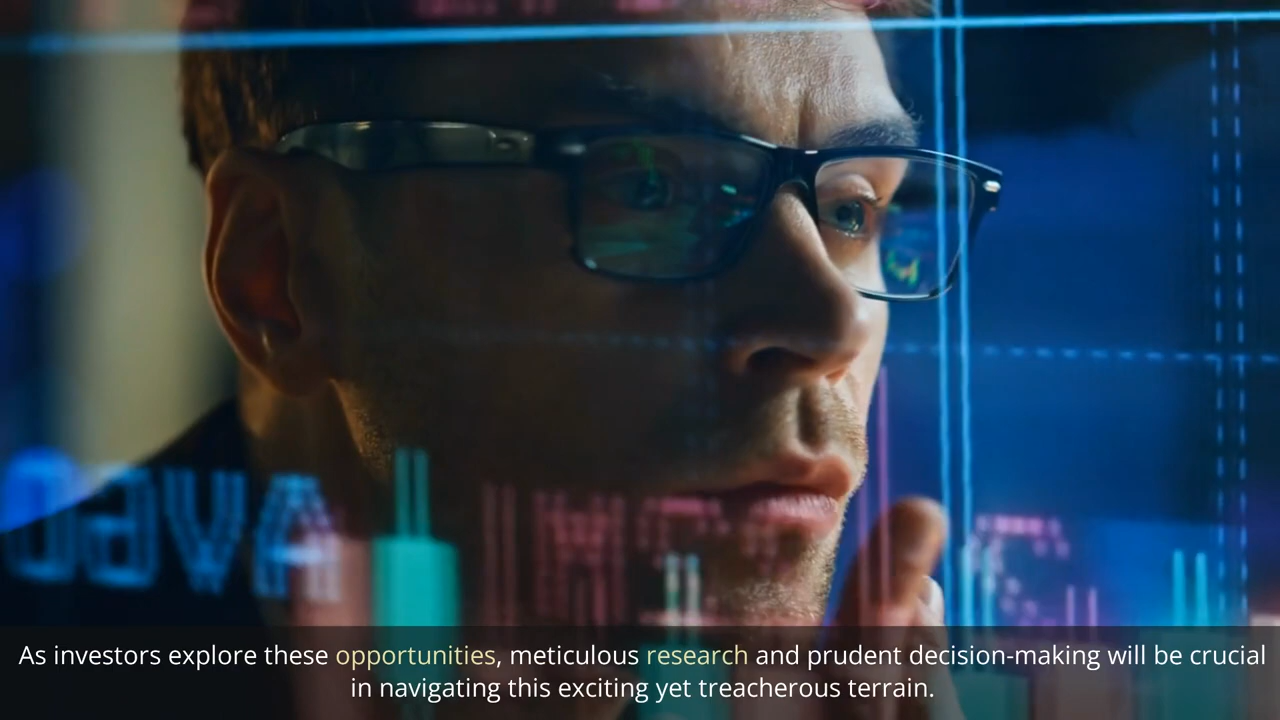 As investors explore these opportunities, meticulous research and prudent decision-making will be crucial
in navigating this exciting yet treacherous terrain.